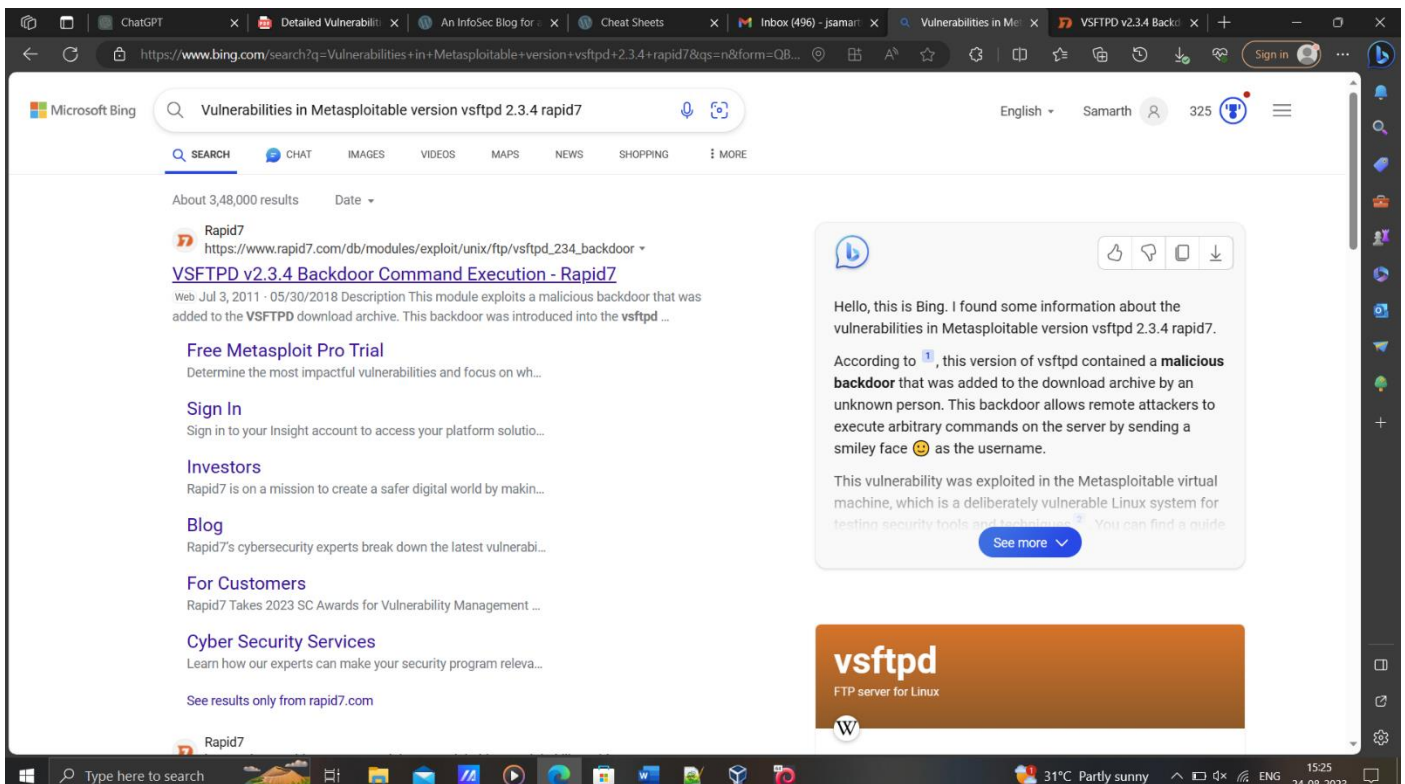 ChatGPT
Detailed Vulnerabiliti
An InfoSec Blog for a
Cheat Sheets
Inbox (496) - jsamart
Vulnerabilities in Met
VSFTPD v2.3.4 Backd
https://www.bing.com/search?q=Vulnerabilities+in+Metasploitable+version+vsftpd+2.3.4+rapid7&qs=n&form=QB...
Sign in
Microsoft Bing
Vulnerabilities in Metasploitable version vsftpd 2.3.4 rapid7
English
Samarth
325
SEARCH
CHAT
IMAGES
VIDEOS
MAPS
NEWS
SHOPPING
MORE
About 3,48,000 results
Date
Rapid7
https://www.rapid7.com/db/modules/exploit/unix/ftp/vsftpd_234_backdoor
VSFTPD v2.3.4 Backdoor Command Execution - Rapid7
Web Jul 3, 2011 · 05/30/2018 Description This module exploits a malicious backdoor that was
added to the VSFTPD download archive. This backdoor was introduced into the vsftpd ...
Free Metasploit Pro Trial
Determine the most impactful vulnerabilities and focus on wh...
Sign In
Sign in to your Insight account to access your platform solutio...
Investors
Rapid7 is on a mission to create a safer digital world by makin...
Blog
Rapid7's cybersecurity experts break down the latest vulnerabi...
For Customers
Rapid7 Takes 2023 SC Awards for Vulnerability Management ...
Cyber Security Services
Learn how our experts can make your security program releva...
See results only from rapid7.com
Rapid7
Hello, this is Bing. I found some information about the
vulnerabilities in Metasploitable version vsftpd 2.3.4 rapid7.
According to 1, this version of vsftpd contained a malicious
backdoor that was added to the download archive by an
unknown person. This backdoor allows remote attackers to
execute arbitrary commands on the server by sending a
smiley face 🙂 as the username.
This vulnerability was exploited in the Metasploitable virtual
machine, which is a deliberately vulnerable Linux system for
testing security tools and techniques 2. You can find a guide
See more
vsftpd
FTP server for Linux
W
Type here to search
31°C Partly sunny
ENG
15:25
24-08-2023